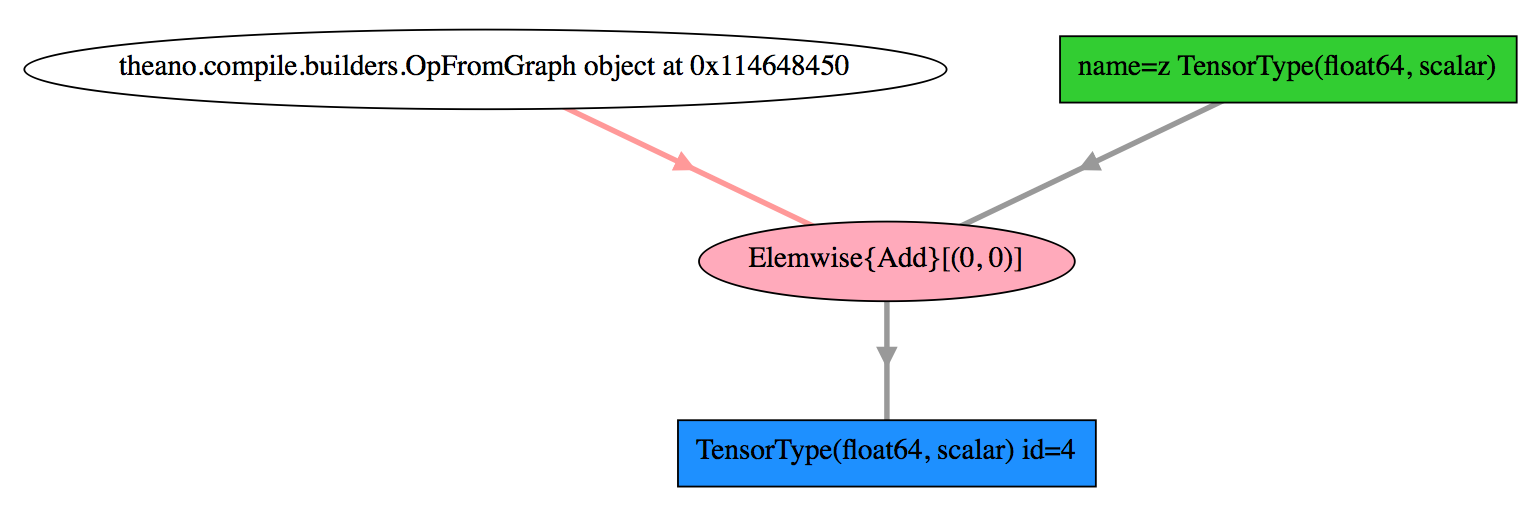 theano.compile.builders.OpFromGraph object at 0x114648450
name=z TensorType(float64, scalar)
Elemwise{Add}[(0, 0)]
TensorType(float64, scalar) id=4